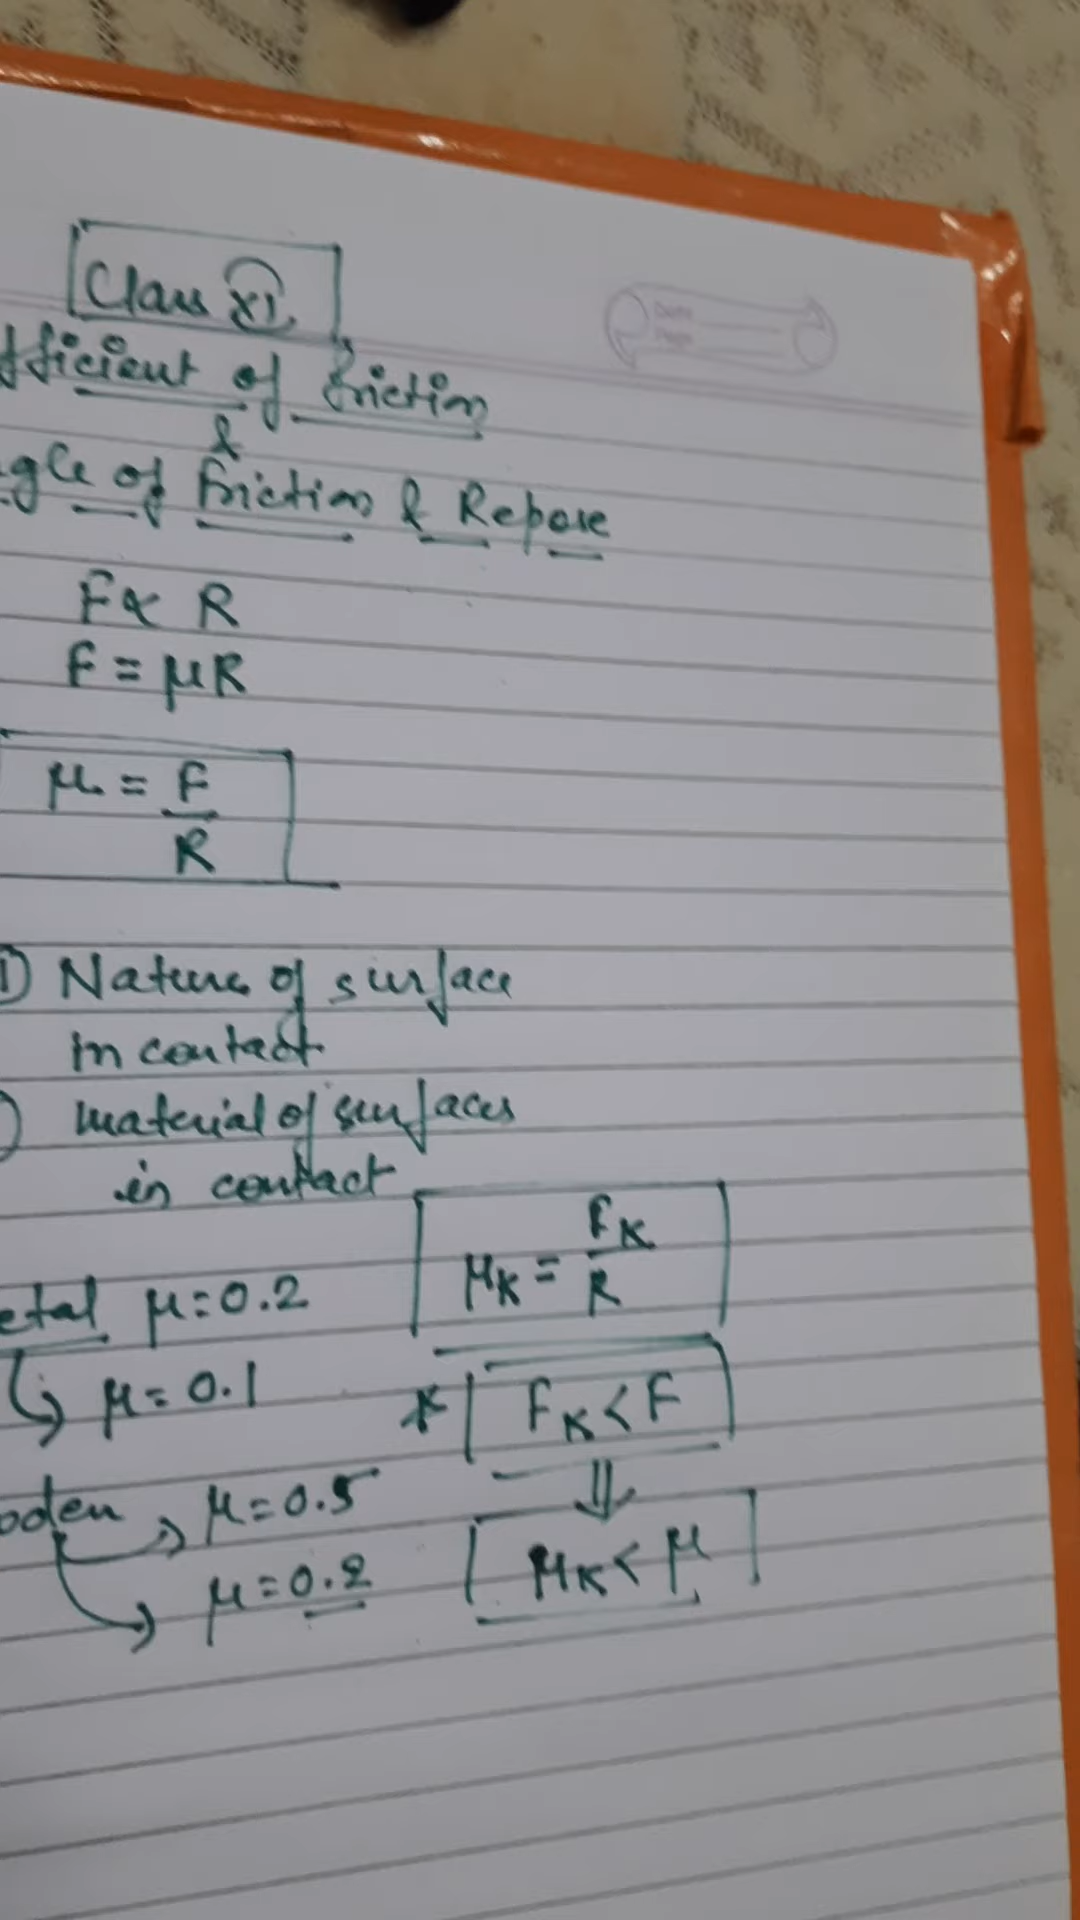 Class XI
fficient of friction
&
gle of friction & Repose
F ∝ R
F = μR
μ = F/R
① Nature of surface
in contact
material of surfaces
in contact
μK = FK/R
etal μ = 0.2
μ = 0.1
* FK < F
⇓
oden → μ = 0.5
→ μ = 0.2
μK < μ